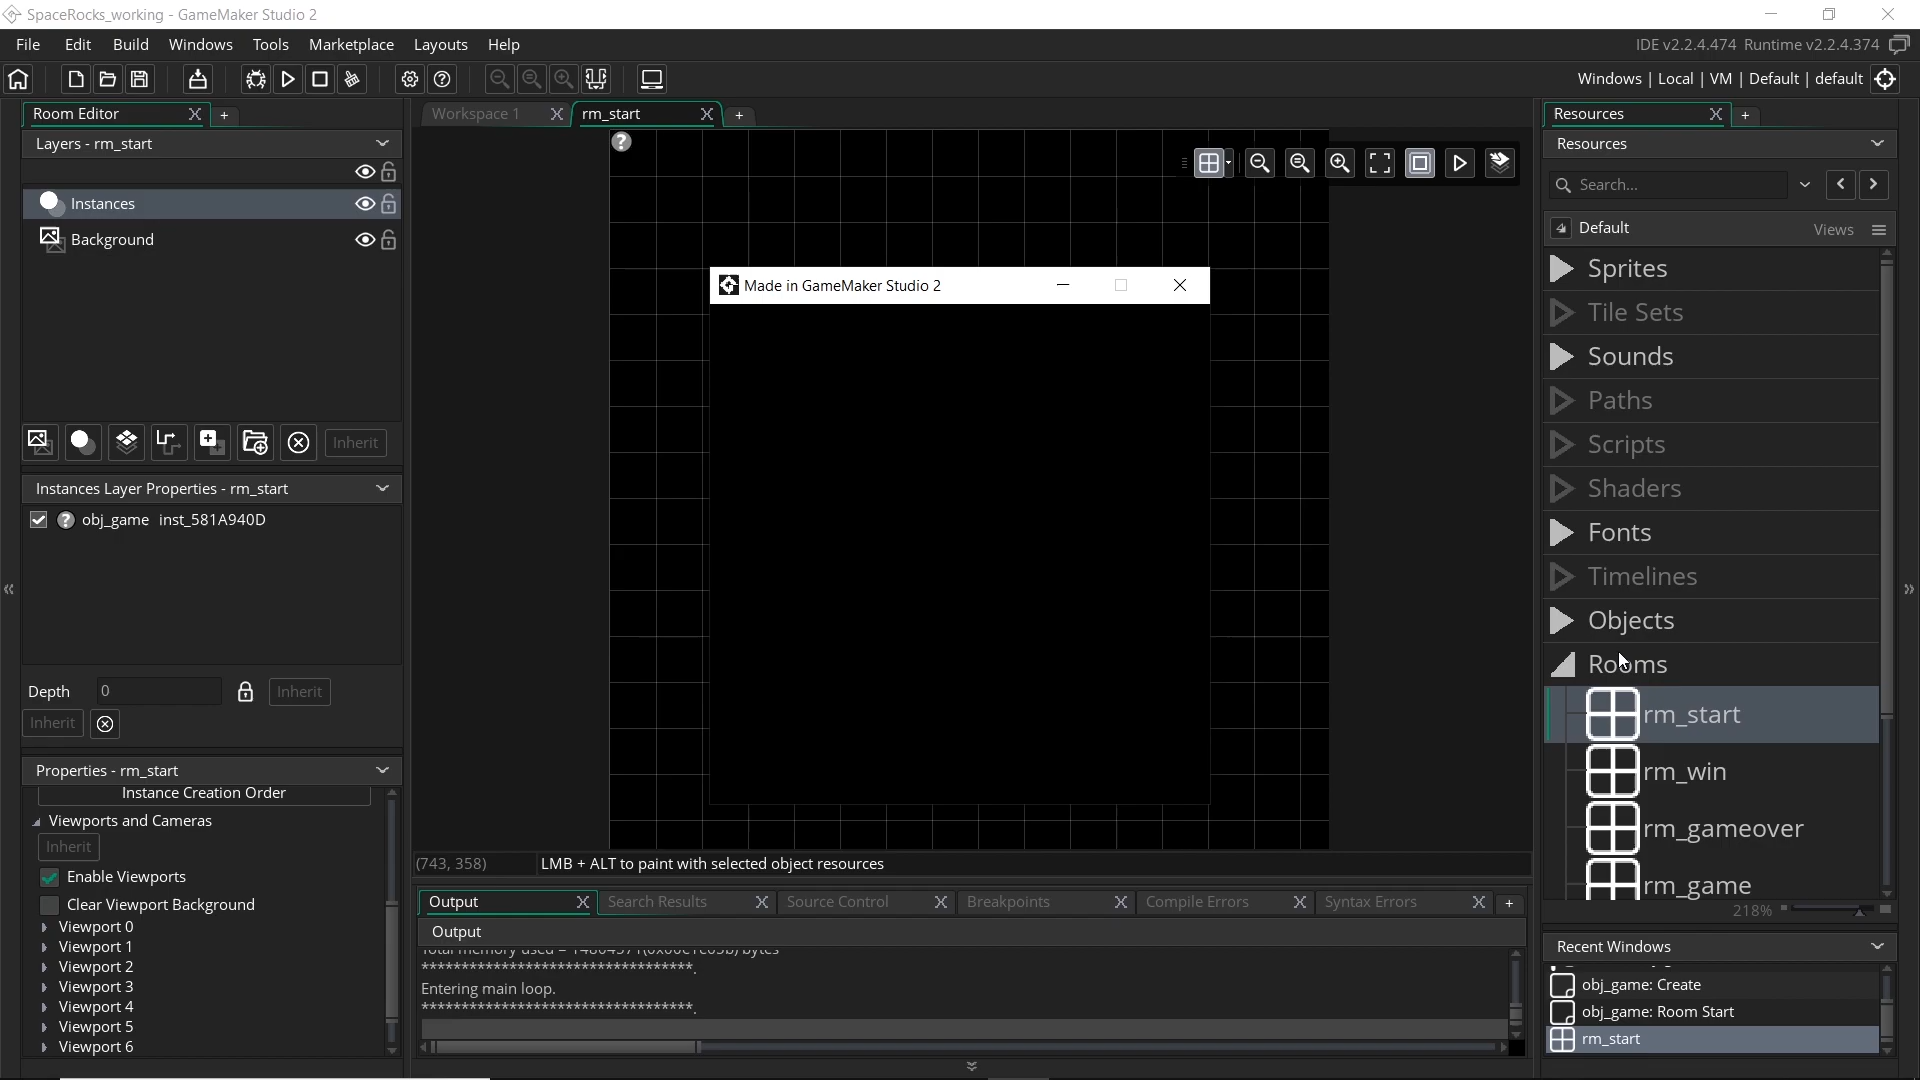 SpaceRocks_working - GameMaker Studio 2
File Edit Build Windows Tools Marketplace Layouts Help
IDE v2.2.4.474 Runtime v2.2.4.374
Windows | Local | VM | Default | default
Room Editor
Layers - rm_start
Instances
Background
Inherit
Instances Layer Properties - rm_start
obj_game inst_581A940D
Depth 0 Inherit
Inherit
Properties - rm_start
Instance Creation Order
Viewports and Cameras
Inherit
Enable Viewports
Clear Viewport Background
Viewport 0
Viewport 1
Viewport 2
Viewport 3
Viewport 4
Viewport 5
Viewport 6
Workspace 1 rm_start
Made in GameMaker Studio 2
(743, 358) LMB + ALT to paint with selected object resources
Output Search Results Source Control Breakpoints Compile Errors Syntax Errors
Output
**********************************.
Entering main loop.
**********************************.
Resources
Resources
Search...
Default Views
Sprites
Tile Sets
Sounds
Paths
Scripts
Shaders
Fonts
Timelines
Objects
Rooms
rm_start
rm_win
rm_gameover
rm_game
218%
Recent Windows
obj_game: Create
obj_game: Room Start
rm_start